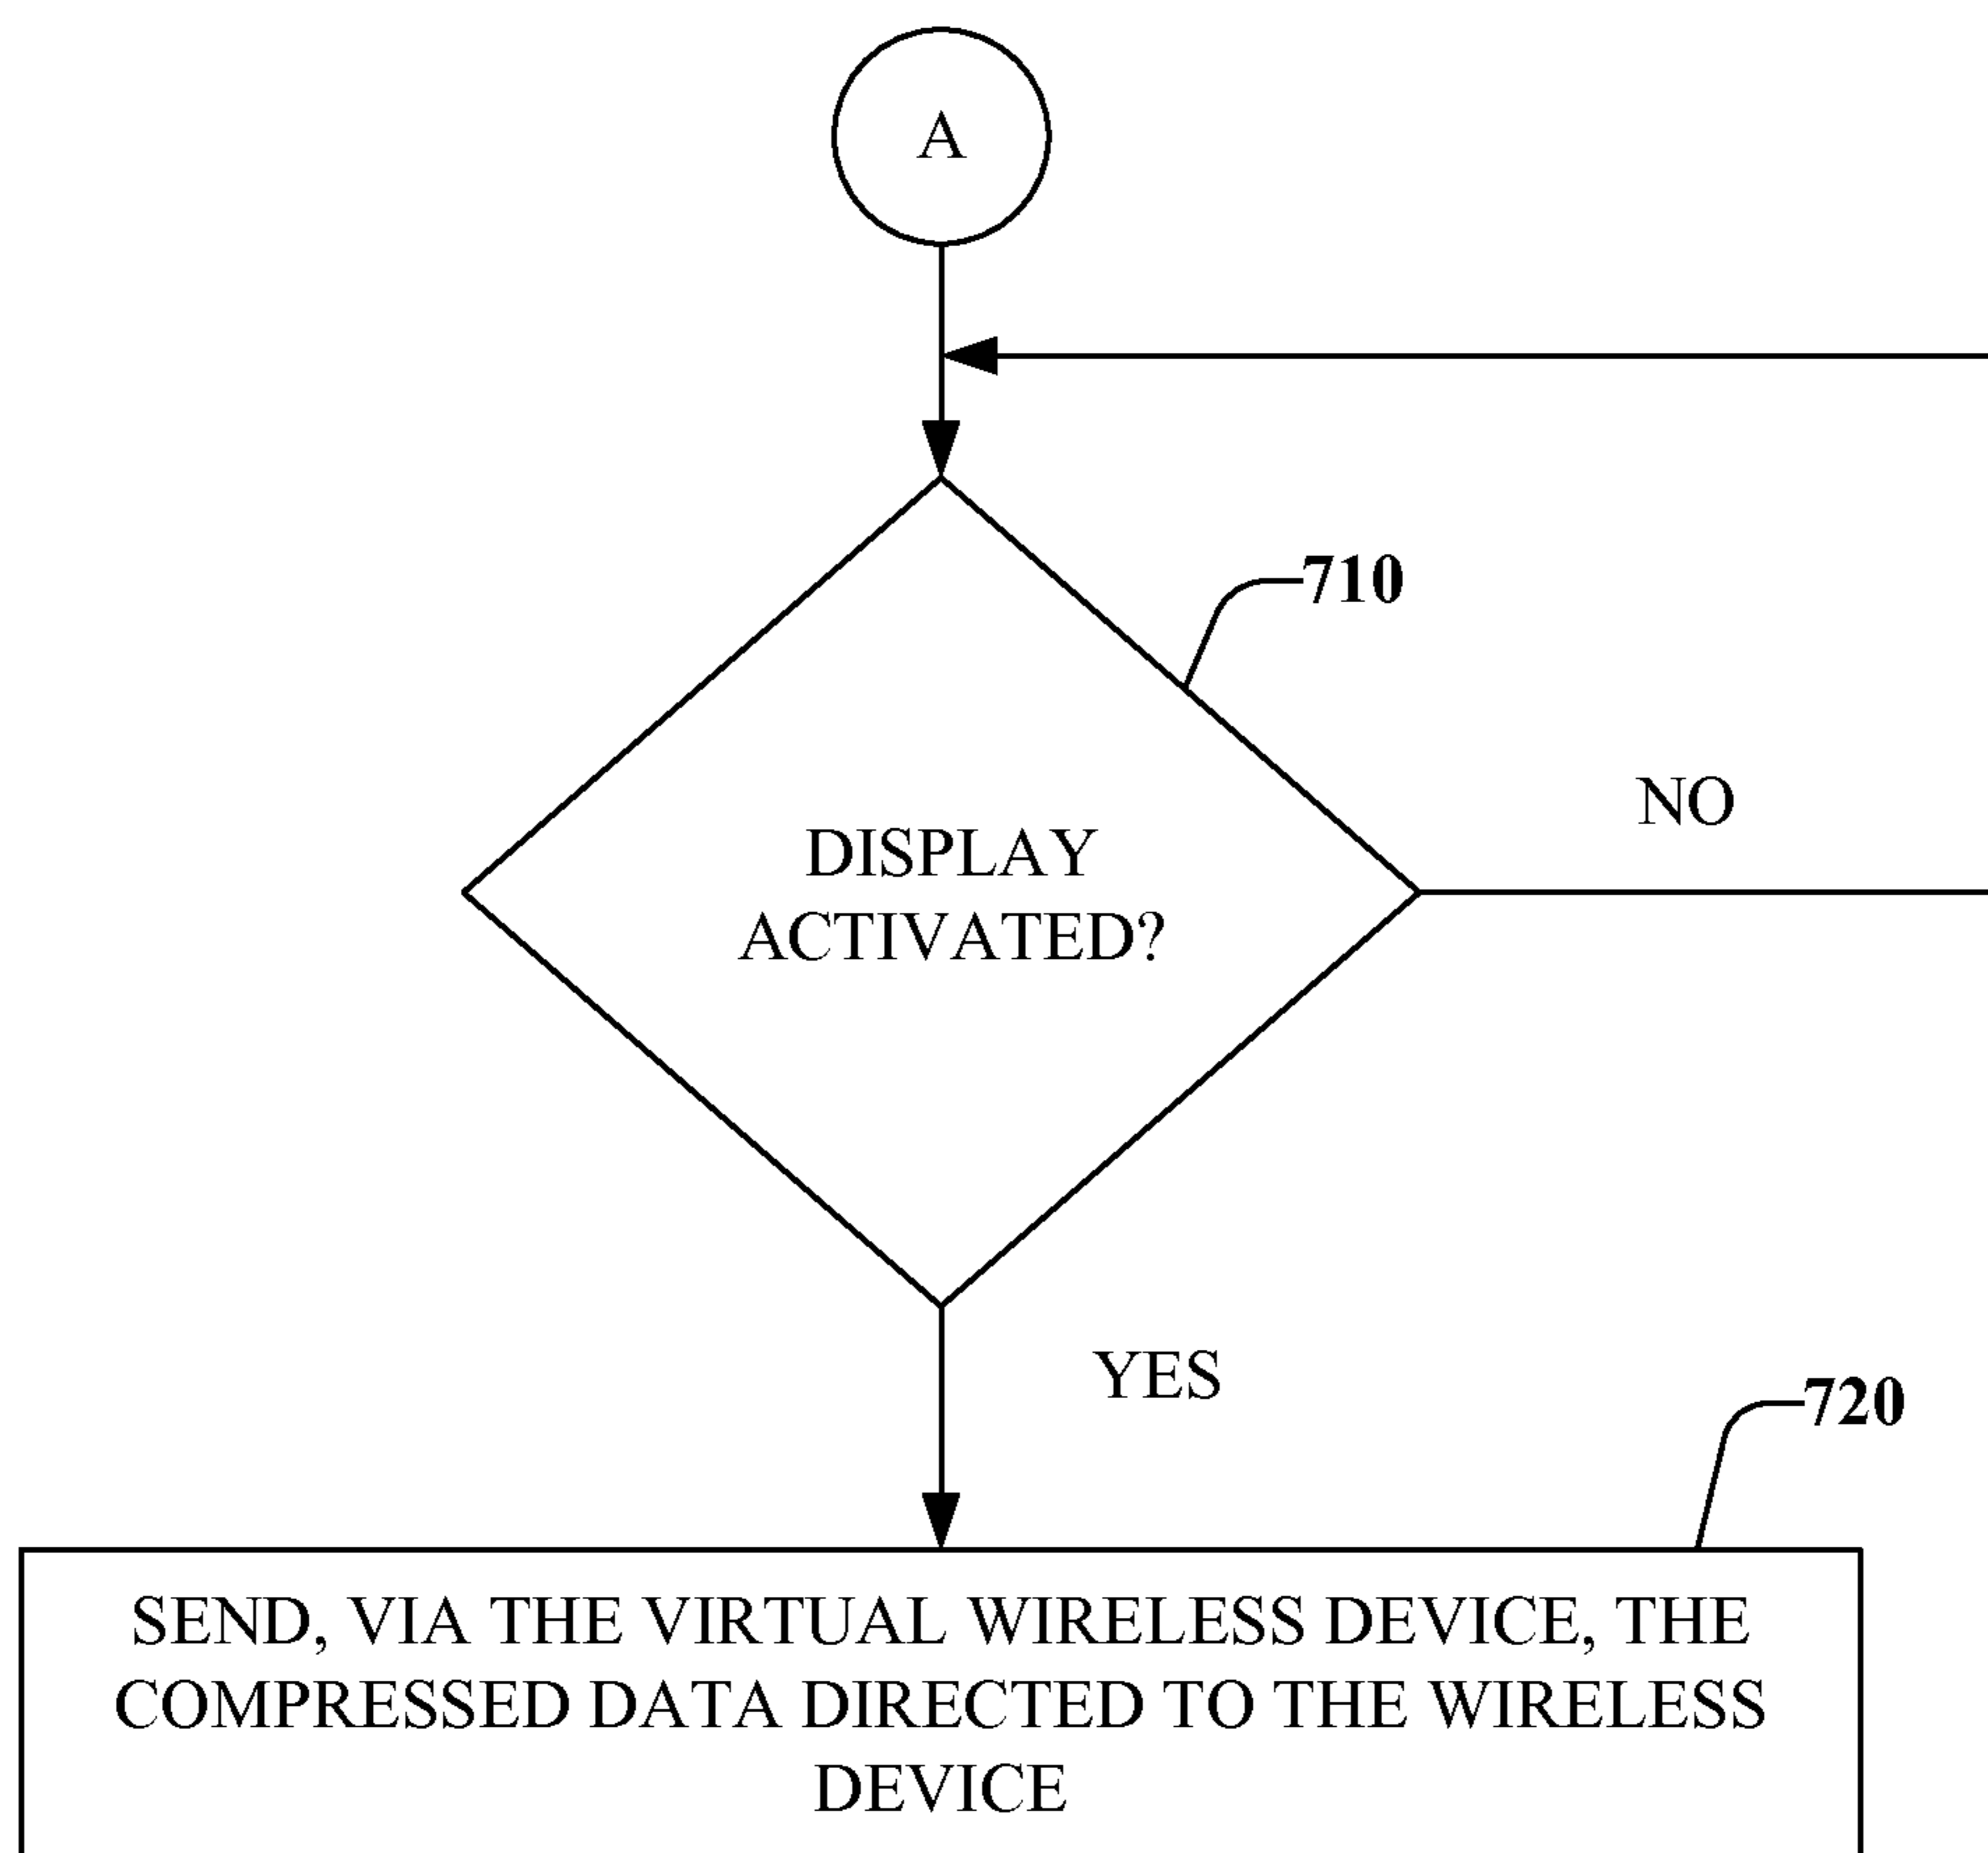 A
710
NO
DISPLAY
ACTIVATED?
YES
720
SEND, VIA THE VIRTUAL WIRELESS DEVICE, THE
COMPRESSED DATA DIRECTED TO THE WIRELESS
DEVICE